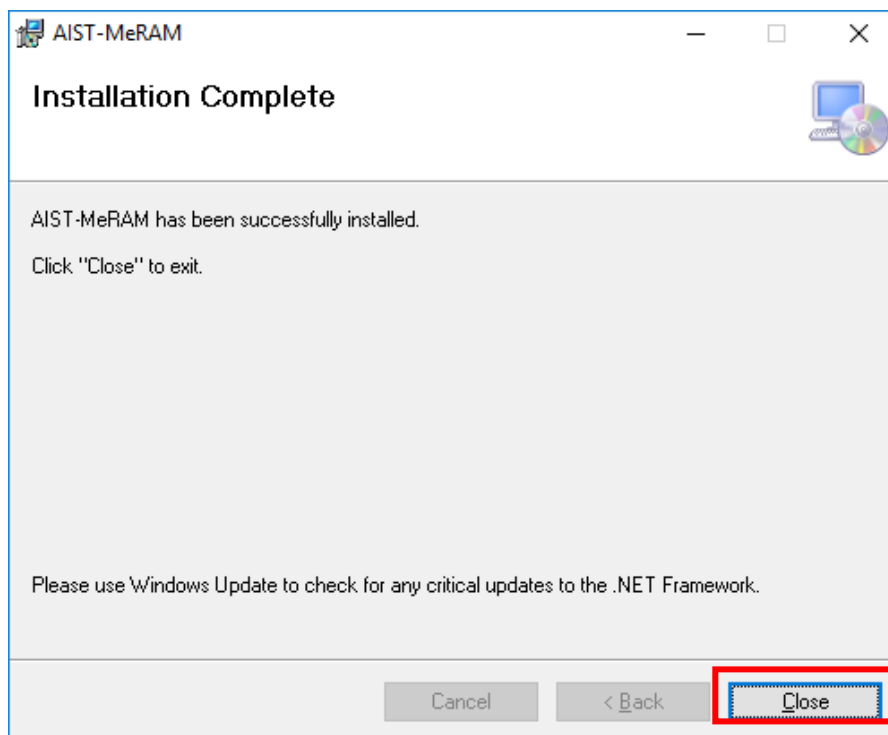 AIST-MeRAM
Installation Complete
AIST-MeRAM has been successfully installed.
Click "Close" to exit.
Please use Windows Update to check for any critical updates to the .NET Framework.
Cancel
< Back
Close